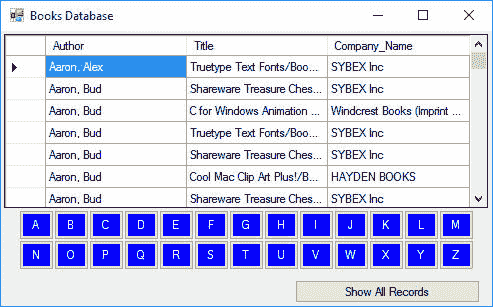 Books Database
Author Title Company_Name
Aaron, Alex Truetype Text Fonts/Boo... SYBEX Inc
Aaron, Bud Shareware Treasure Ches... SYBEX Inc
Aaron, Bud C for Windows Animation ... Windcrest Books (Imprint ...
Aaron, Bud Truetype Text Fonts/Boo... SYBEX Inc
Aaron, Bud Shareware Treasure Ches... SYBEX Inc
Aaron, Bud Cool Mac Clip Art Plus!/B... HAYDEN BOOKS
Aaron, Bud Shareware Treasure Ches... SYBEX Inc
A B C D E F G H I J K L M
N O P Q R S T U V W X Y Z
Show All Records